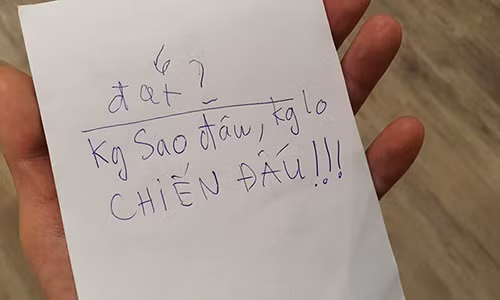 đat ?
Kg Sao đâu, kg lo
CHIẾN ĐẤU!!!